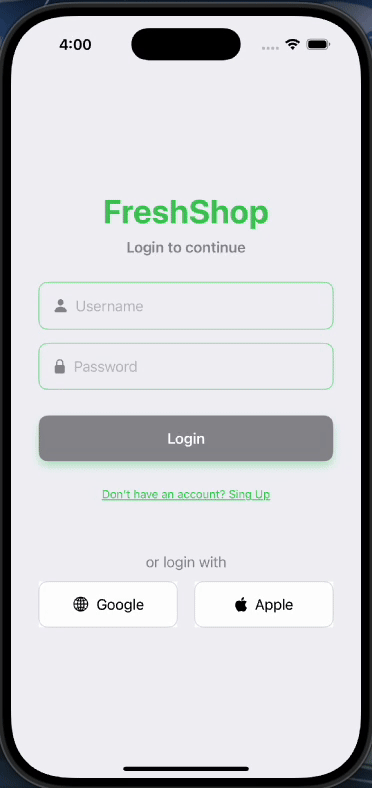 4:00
FreshShop
Login to continue
Username
Password
Login
Don't have an account? Sing Up
or login with
Google
Apple